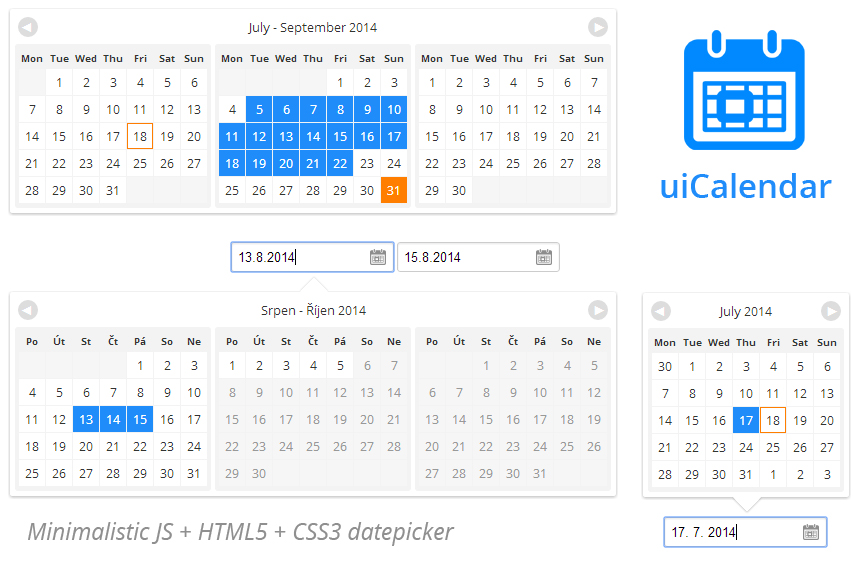 July - September 2014
Mon Tue Wed Thu Fri Sat Sun
1 2 3 4 5 6
7 8 9 10 11 12 13
14 15 16 17 18 19 20
21 22 23 24 25 26 27
28 29 30 31
Mon Tue Wed Thu Fri Sat Sun
1 2 3
4 5 6 7 8 9 10
11 12 13 14 15 16 17
18 19 20 21 22 23 24
25 26 27 28 29 30 31
Mon Tue Wed Thu Fri Sat Sun
1 2 3 4 5 6 7
8 9 10 11 12 13 14
15 16 17 18 19 20 21
22 23 24 25 26 27 28
29 30
uiCalendar
13.8.2014
15.8.2014
Srpen - Říjen 2014
Po Út St Čt Pá So Ne
1 2 3
4 5 6 7 8 9 10
11 12 13 14 15 16 17
18 19 20 21 22 23 24
25 26 27 28 29 30 31
Po Út St Čt Pá So Ne
1 2 3 4 5 6 7
8 9 10 11 12 13 14
15 16 17 18 19 20 21
22 23 24 25 26 27 28
29 30
Po Út St Čt Pá So Ne
1 2 3 4 5
6 7 8 9 10 11 12
13 14 15 16 17 18 19
20 21 22 23 24 25 26
27 28 29 30 31
July 2014
Mon Tue Wed Thu Fri Sat Sun
30 1 2 3 4 5 6
7 8 9 10 11 12 13
14 15 16 17 18 19 20
21 22 23 24 25 26 27
28 29 30 31 1 2 3
17. 7. 2014
Minimalistic JS + HTML5 + CSS3 datepicker